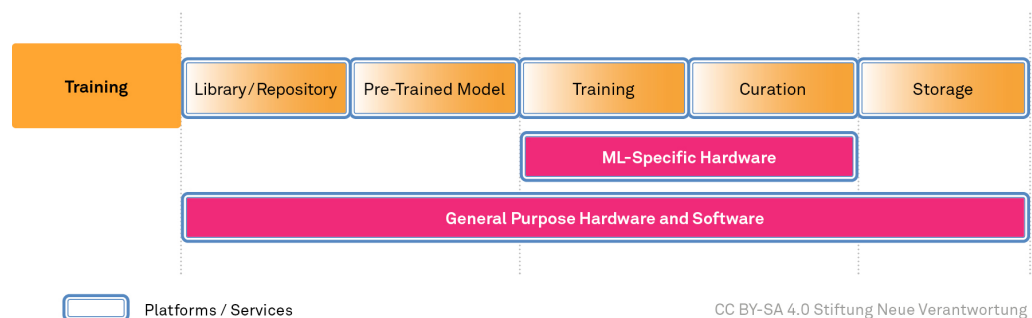 Training
Library/Repository
Pre-Trained Model
Training
Curation
Storage
ML-Specific Hardware
General Purpose Hardware and Software
Platforms / Services
CC BY-SA 4.0 Stiftung Neue Verantwortung